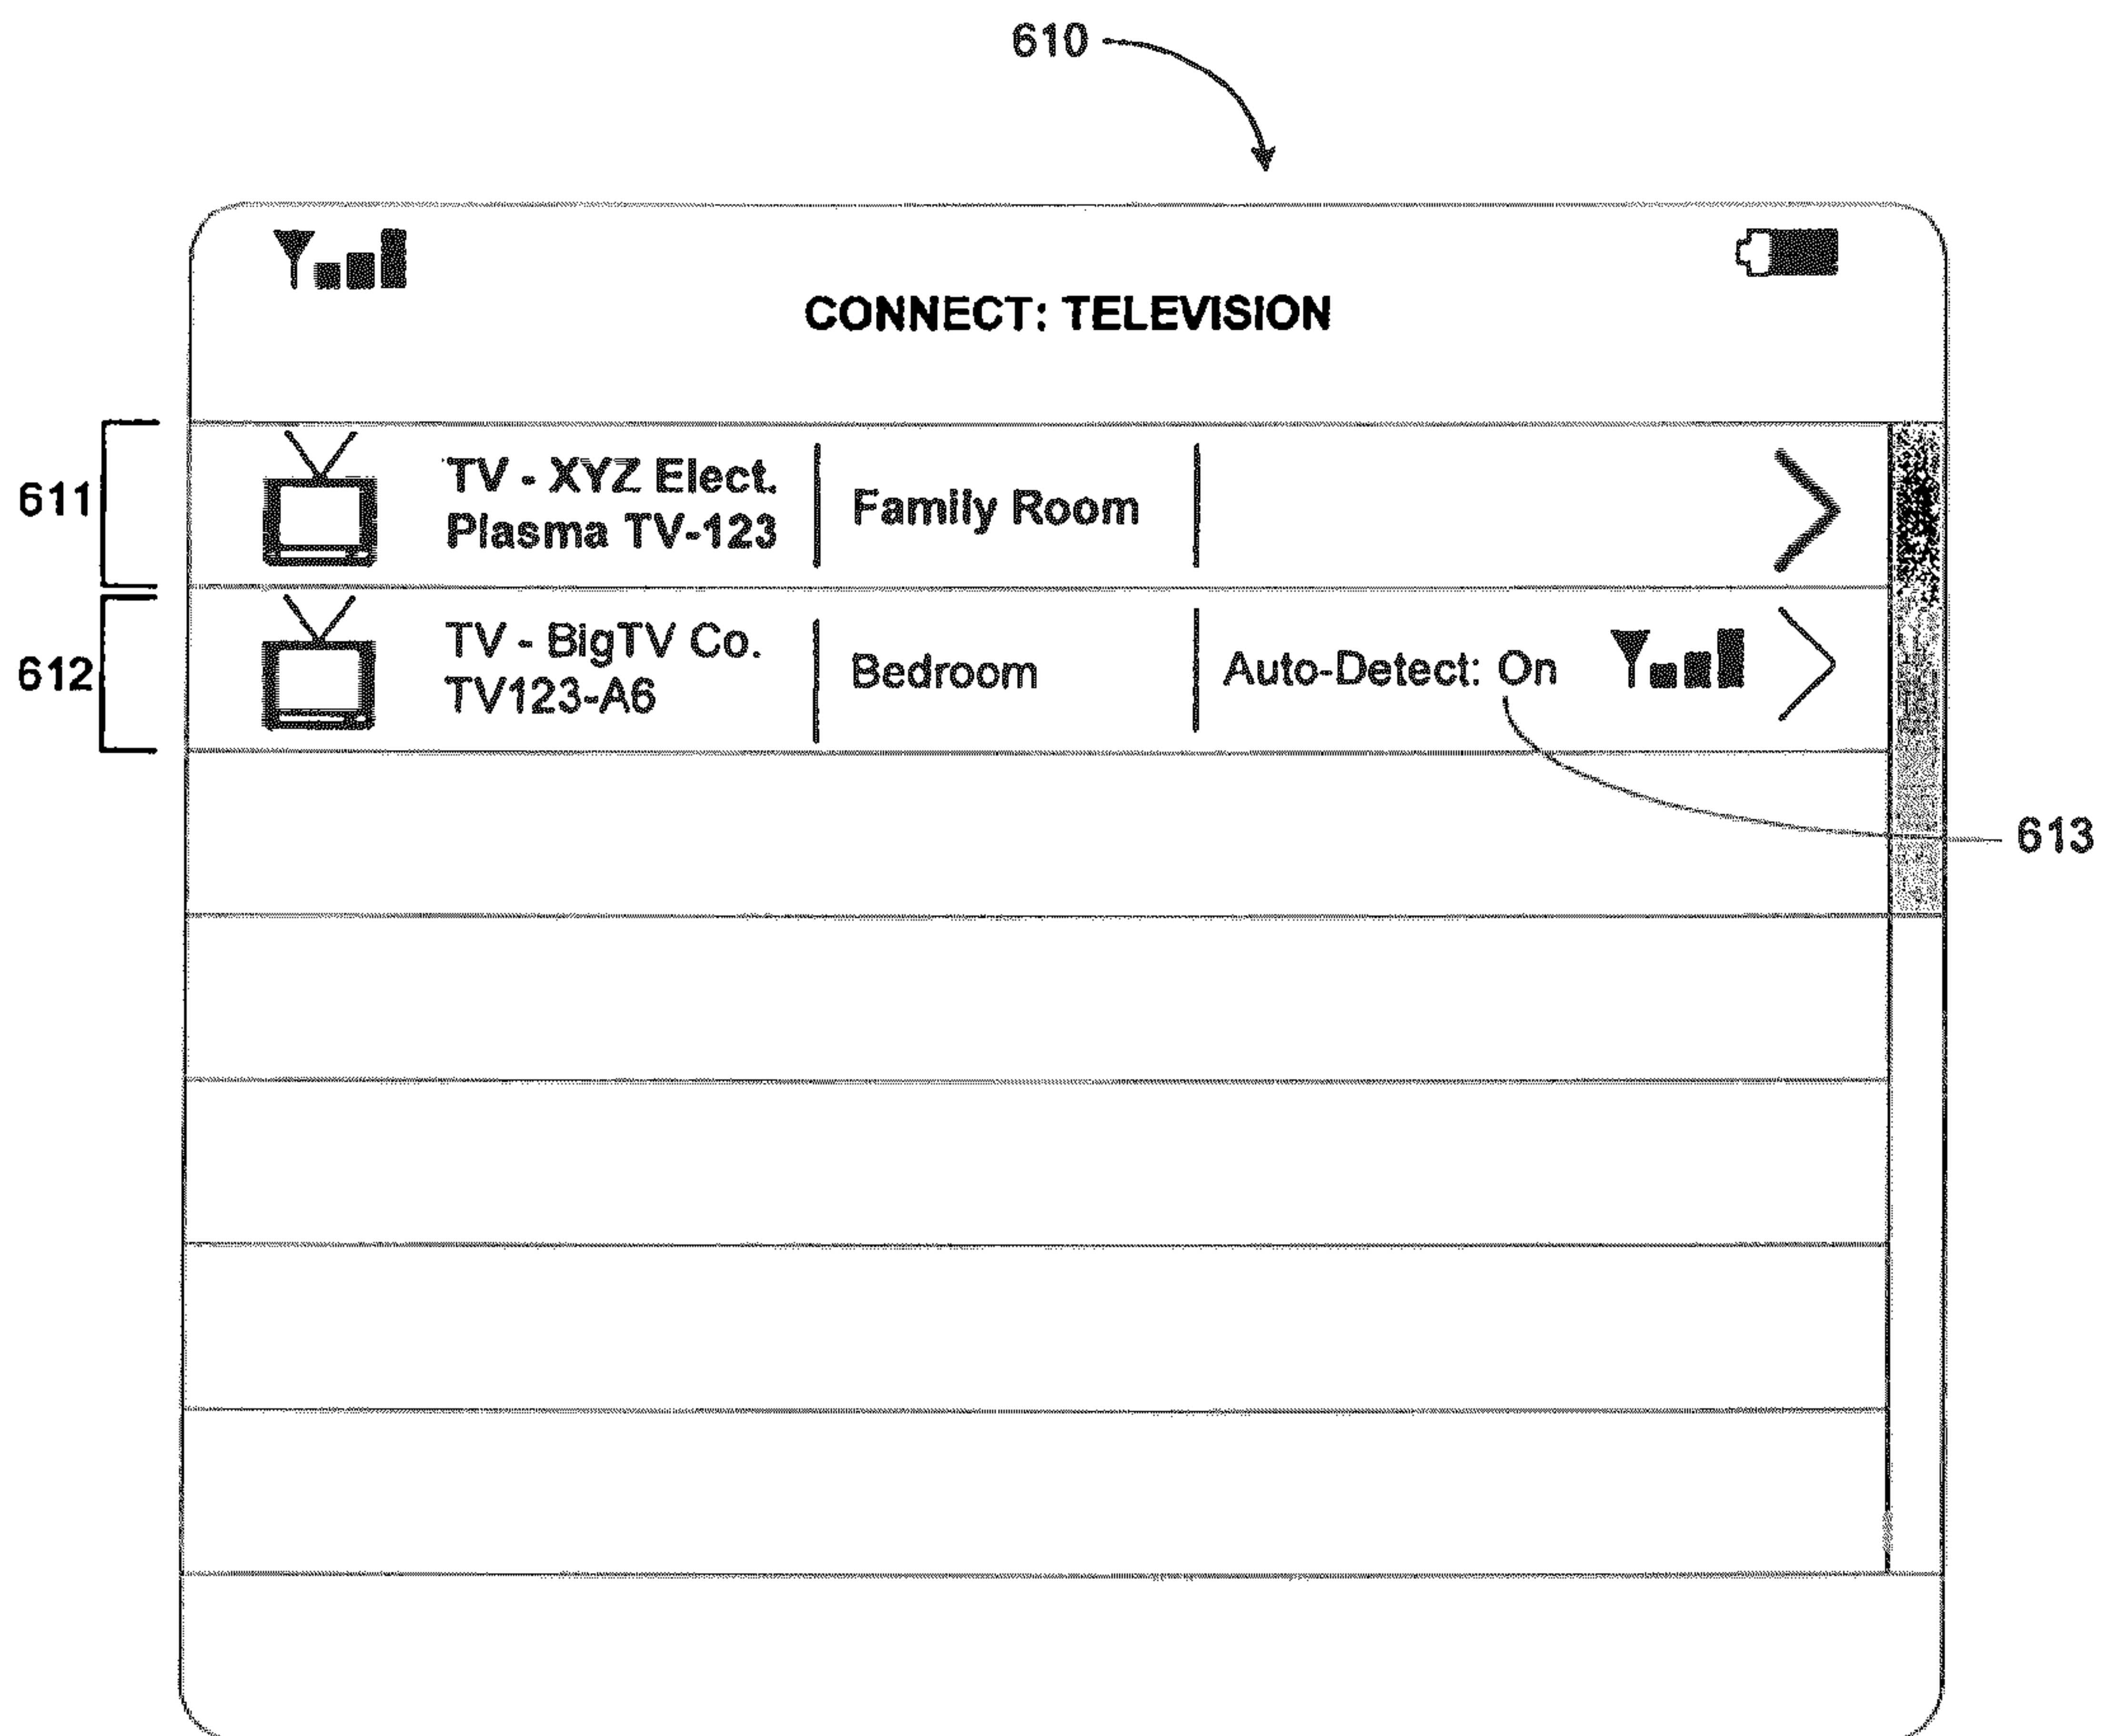 610
CONNECT: TELEVISION
611
TV - XYZ Elect.
Plasma TV-123
Family Room
612
TV - BigTV Co.
TV123-A6
Bedroom
Auto-Detect: On
613